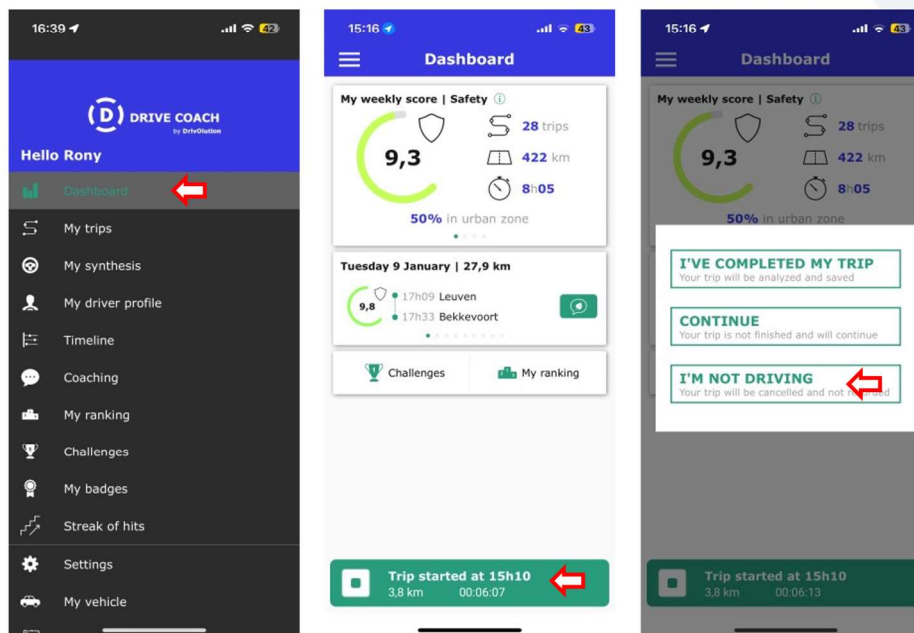 16:39
42
DRIVE COACH
by DrivOlution
Hello Rony
Dashboard
My trips
My synthesis
My driver profile
Timeline
Coaching
My ranking
Challenges
My badges
Streak of hits
Settings
My vehicle
15:16
43
Dashboard
My weekly score | Safety
9,3
28 trips
422 km
8h05
50% in urban zone
Tuesday 9 January | 27,9 km
9,8
17h09 Leuven
17h33 Bekkevoort
Challenges
My ranking
Trip started at 15h10
3,8 km 00:06:07
15:16
43
Dashboard
My weekly score | Safety
9,3
28 trips
422 km
8h05
50% in urban zone
I'VE COMPLETED MY TRIP
Your trip will be analyzed and saved
CONTINUE
Your trip is not finished and will continue
I'M NOT DRIVING
Your trip will be cancelled and not
Trip started at 15h10
3,8 km 00:06:13